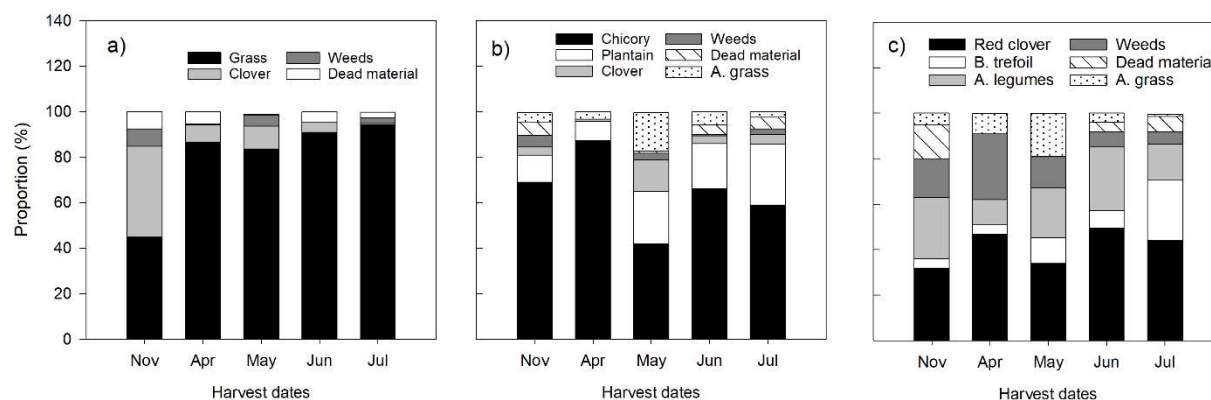 Proportion (%)
140
120
100
80
60
40
20
0
a)
Grass
Weeds
Clover
Dead material
Nov Apr May Jun Jul
Harvest dates
b)
Chicory
Weeds
Plantain
Dead material
Clover
A. grass
Nov Apr May Jun Jul
Harvest dates
c)
Red clover
Weeds
B. trefoil
Dead material
A. legumes
A. grass
Nov Apr May Jun Jul
Harvest dates